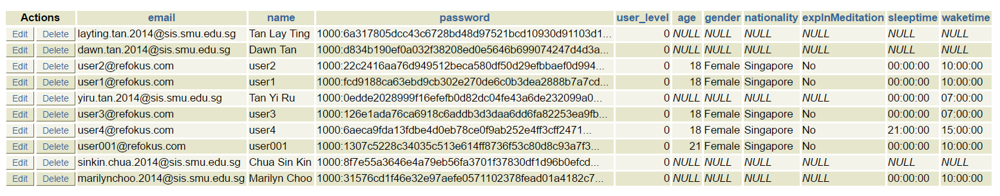 Actions email name password user_level age gender nationality expInMeditation sleeptime waketime
Edit Delete layting.tan.2014@sis.smu.edu.sg Tan Lay Ting 1000:6a317805dcc43c6728bd48d97521bcd10930d91103d1... 0 NULL NULL NULL NULL NULL NULL
Edit Delete dawn.tan.2014@sis.smu.edu.sg Dawn Tan 1000:d834b190ef0a032f38208ed0e5646b699074247d4d3a... 0 NULL NULL NULL NULL NULL NULL
Edit Delete user2@refokus.com user2 1000:22c2416aa76d949512beca580df50d29efbbaef0d994... 0 18 Female Singapore No 00:00:00 10:00:00
Edit Delete user1@refokus.com user1 1000:fcd9188ca63ebd9cb302e270de6c0b3dea2888b7a7cd... 0 18 Female Singapore No 00:00:00 10:00:00
Edit Delete yiru.tan.2014@sis.smu.edu.sg Tan Yi Ru 1000:0edde2028999f16efefb0d82dc04fe43a6de232099a0... 0 NULL NULL NULL NULL 00:00:00 07:00:00
Edit Delete user3@refokus.com user3 1000:126e1ada76ca6918c6addb3d3daa6dd6fa82253ea9fb... 0 18 Female Singapore No 00:00:00 07:00:00
Edit Delete user4@refokus.com user4 1000:6aeca9fda13fdbe4d0eb78ce0f9ab252e4ff3cff2471... 0 18 Female Singapore No 21:00:00 15:00:00
Edit Delete user001@refokus.com user001 1000:1307c5228c34035c513e614ff8736f53c80d8c93a7f3... 0 21 Female Singapore No 00:00:00 10:00:00
Edit Delete sinkin.chua.2014@sis.smu.edu.sg Chua Sin Kin 1000:8f7e55a3646e4a79eb56fa3701f37830df1d96b0efcd... 0 NULL NULL NULL NULL NULL NULL
Edit Delete marilynchoo.2014@sis.smu.edu.sg Marilyn Choo 1000:31576cd1f46e32e97aefe0571102378fead01a4182c7... 0 NULL NULL NULL NULL 00:00:00 10:00:00